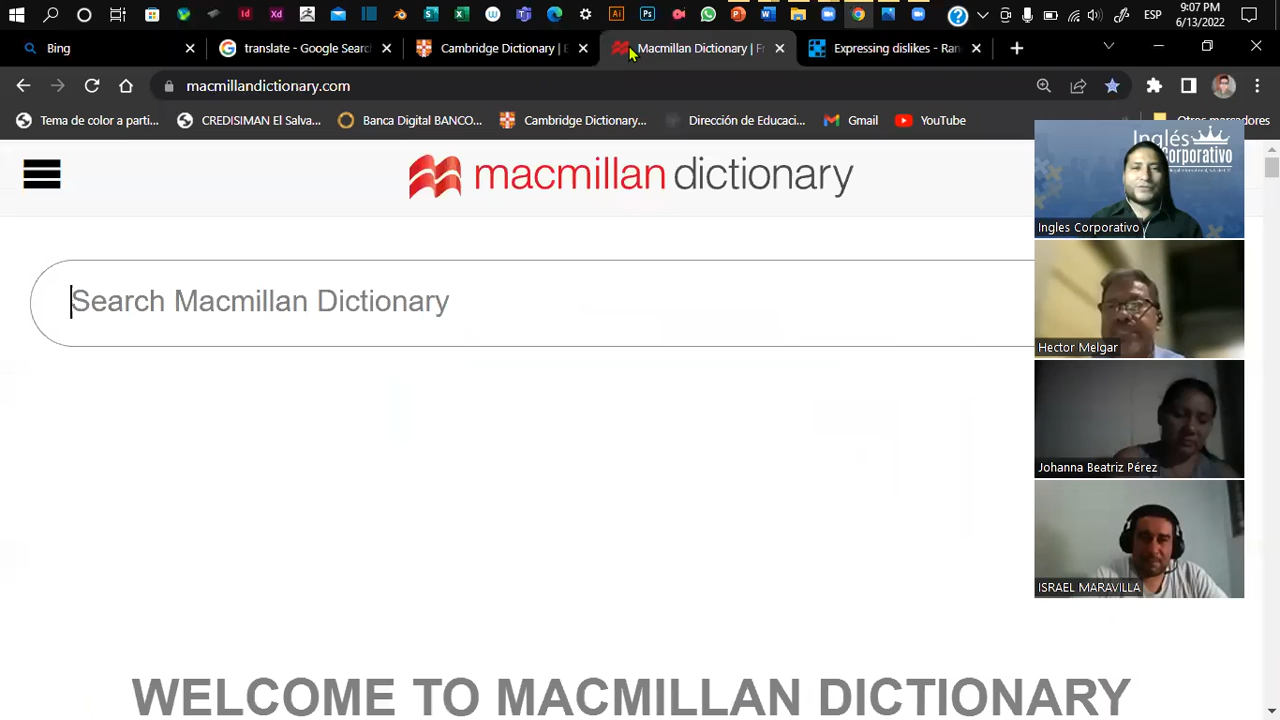 ESP
9:07 PM
6/13/2022
Bing
translate - Google Searc
Cambridge Dictionary | E
Macmillan Dictionary | Fr
Expressing dislikes - Ran
macmillandictionary.com
Tema de color a parti...
CREDISIMAN El Salva...
Banca Digital BANCO...
Cambridge Dictionary...
Dirección de Educaci...
Gmail
YouTube
Otros marcadores
macmillan dictionary
Search Macmillan Dictionary
WELCOME TO MACMILLAN DICTIONARY
Inglés
Corporativo
Ingles Corporativo
Hector Melgar
Johanna Beatriz Pérez
ISRAEL MARAVILLA